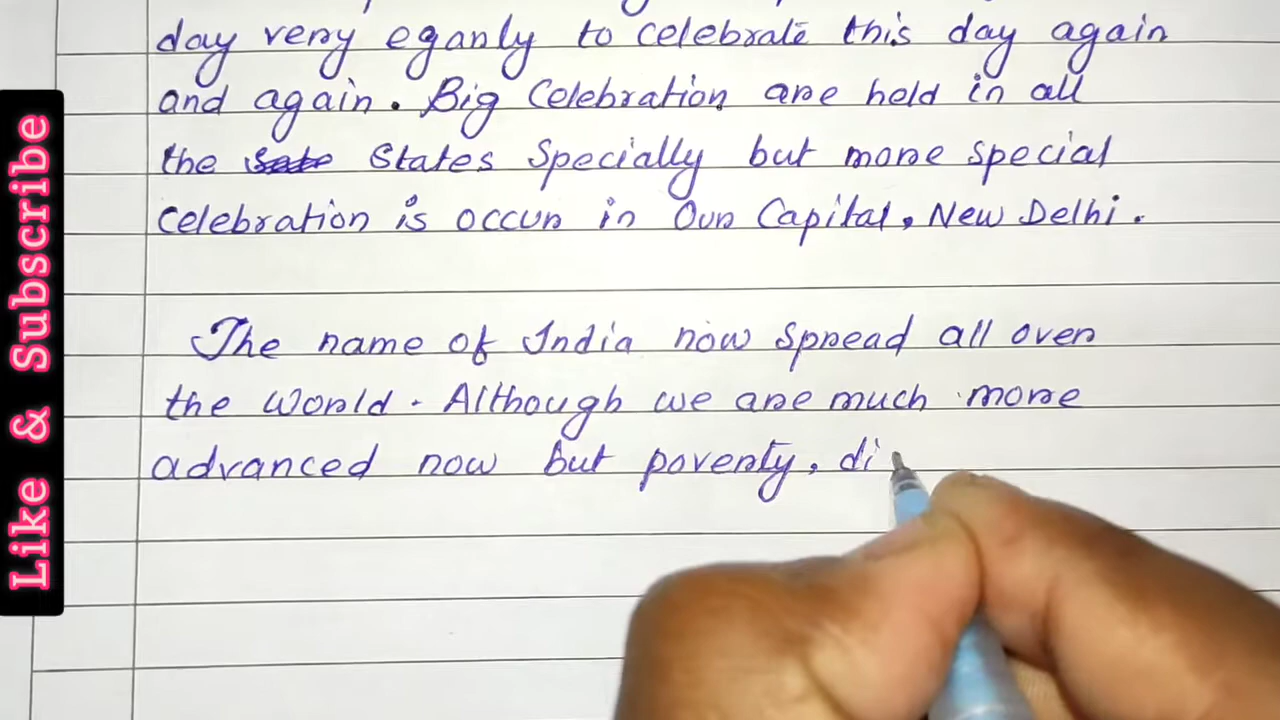 day very eganly to celebrate this day again
and again. Big Celebration are held in all
the States Specially but more special
celebration is occur in Our Capital, New Delhi.
The name of India now spread all over
the world. Although we are much more
advanced now but poverty, di
Like & Subscribe